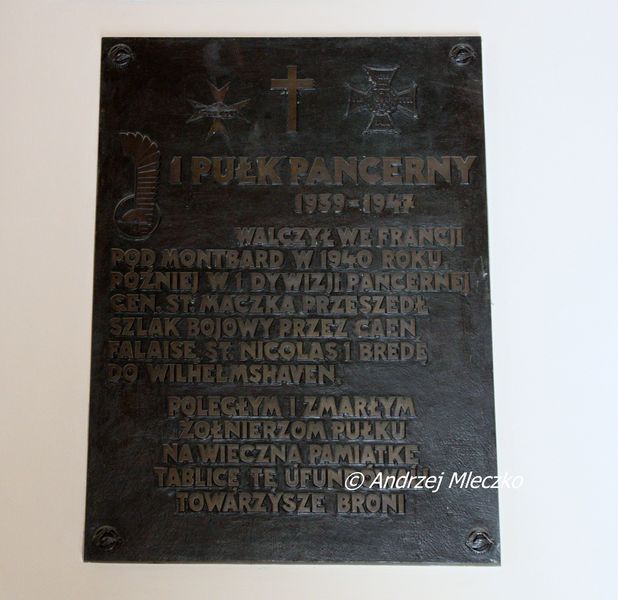 1 PUŁK PANCERNY
1939-1947
WALCZYŁ WE FRANCJI
POD MONTBARD W 1940 ROKU
PÓŹNIEJ W 1 DYWIZJI PANCERNEJ
GEN. ST. MACZKA PRZESZEDŁ
SZLAK BOJOWY PRZEZ CAEN
FALAISE, ST. NICOLAS I BREDĘ
DO WILHELMSHAVEN.
POLEGŁYM I ZMARŁYM
ŻOŁNIERZOM PUŁKU
NA WIECZNĄ PAMIĄTKĘ
TABLICĘ TĘ
© Andrzej Mleczko
TOWARZYSZE BRONI